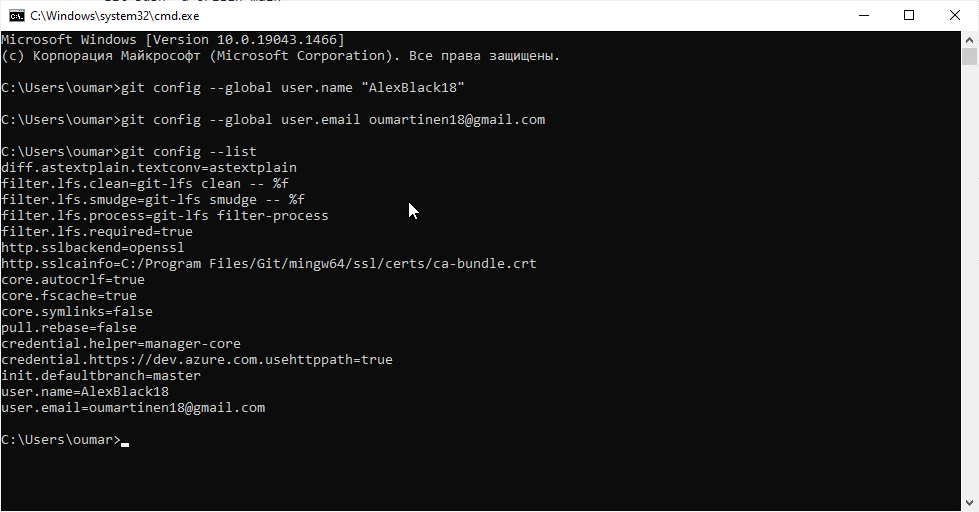 C:\Windows\system32\cmd.exe
Microsoft Windows [Version 10.0.19043.1466]
(c) Корпорация Майкрософт (Microsoft Corporation). Все права защищены.
C:\Users\oumar>git config --global user.name "AlexBlack18"
C:\Users\oumar>git config --global user.email oumartinen18@gmail.com
C:\Users\oumar>git config --list
diff.astextplain.textconv=astextplain
filter.lfs.clean=git-lfs clean -- %f
filter.lfs.smudge=git-lfs smudge -- %f
filter.lfs.process=git-lfs filter-process
filter.lfs.required=true
http.sslbackend=openssl
http.sslcainfo=C:/Program Files/Git/mingw64/ssl/certs/ca-bundle.crt
core.autocrlf=true
core.fscache=true
core.symlinks=false
pull.rebase=false
credential.helper=manager-core
credential.https://dev.azure.com.usehttppath=true
init.defaultbranch=master
user.name=AlexBlack18
user.email=oumartinen18@gmail.com
C:\Users\oumar>